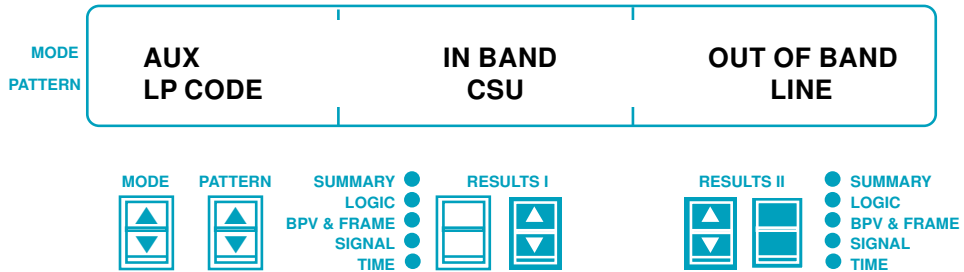 MODE
PATTERN
AUX IN BAND OUT OF BAND
LP CODE CSU LINE
MODE PATTERN SUMMARY RESULTS I RESULTS II SUMMARY
LOGIC LOGIC
BPV & FRAME BPV & FRAME
SIGNAL SIGNAL
TIME TIME